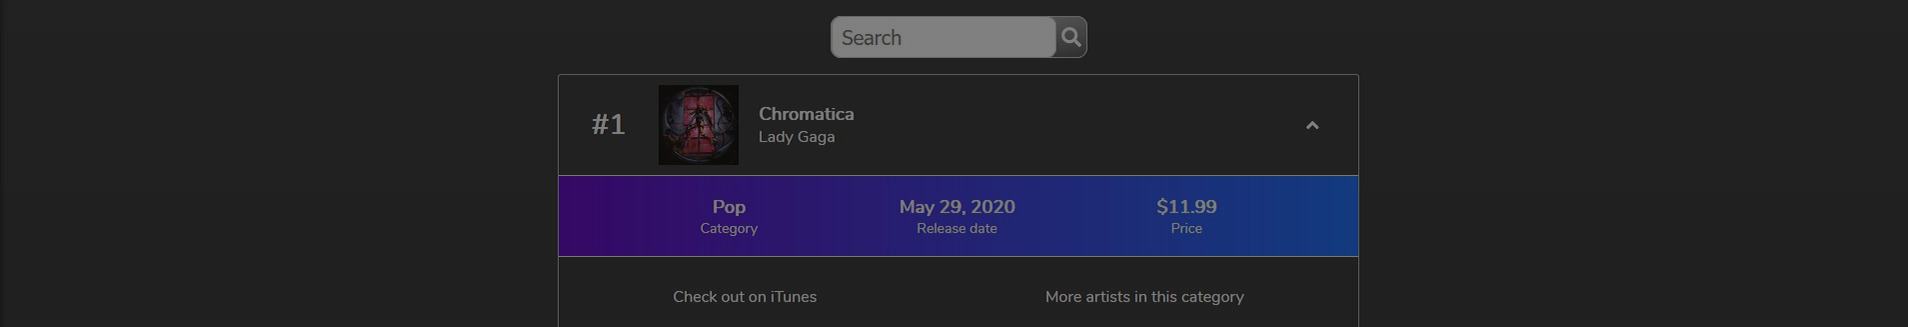 Search
#1
Chromatica
Lady Gaga
Pop
Category
May 29, 2020
Release date
$11.99
Price
Check out on iTunes
More artists in this category